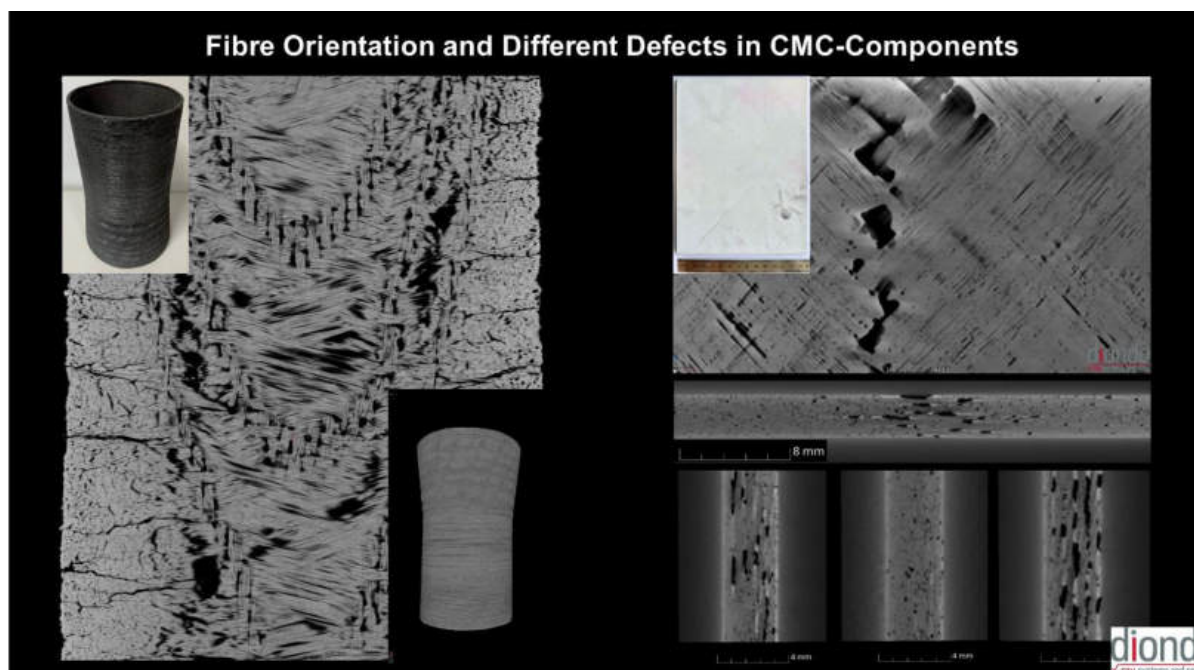 Fibre Orientation and Different Defects in CMC-Components
8 mm
4 mm
4 mm
diond